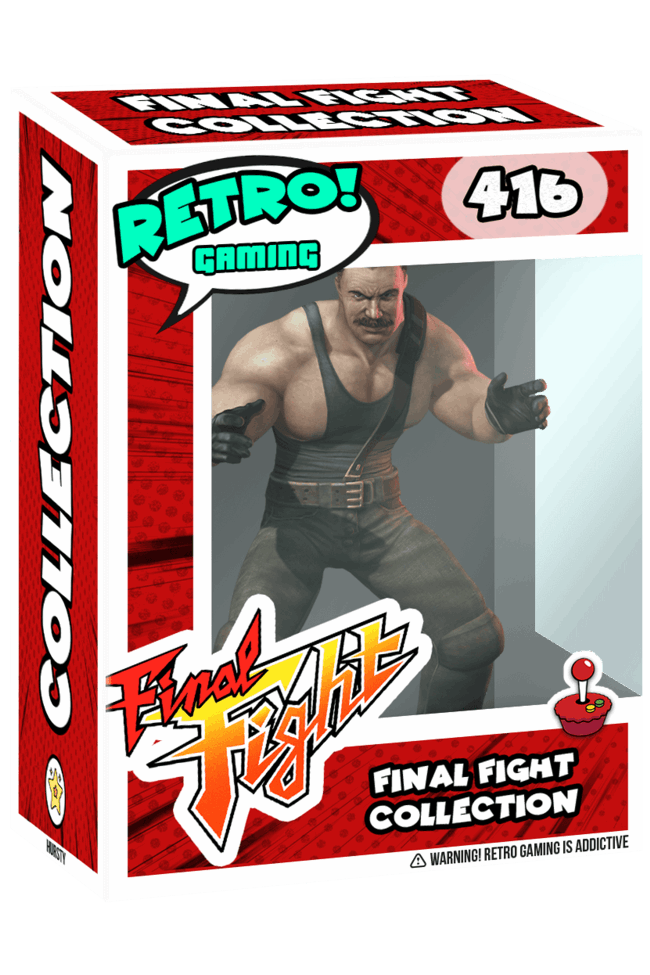 FINAL FIGHT
COLLECTION
COLLECTION
RETRO!
GAMING
416
Final
Fight
FINAL FIGHT
COLLECTION
WARNING! RETRO GAMING IS ADDICTIVE
HURSTY